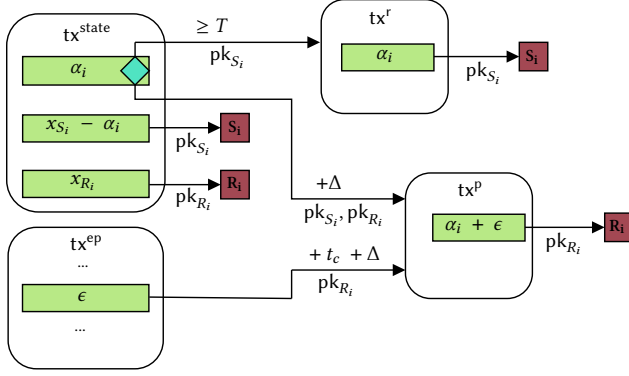 tx^state
α_i
x_{S_i} − α_i
x_{R_i}
≥ T
pk_{S_i}
tx^r
α_i
pk_{S_i}
S_i
pk_{S_i}
S_i
pk_{R_i}
R_i
+Δ
pk_{S_i}, pk_{R_i}
tx^p
α_i + ϵ
pk_{R_i}
R_i
tx^ep
...
ϵ
...
+ t_c + Δ
pk_{R_i}